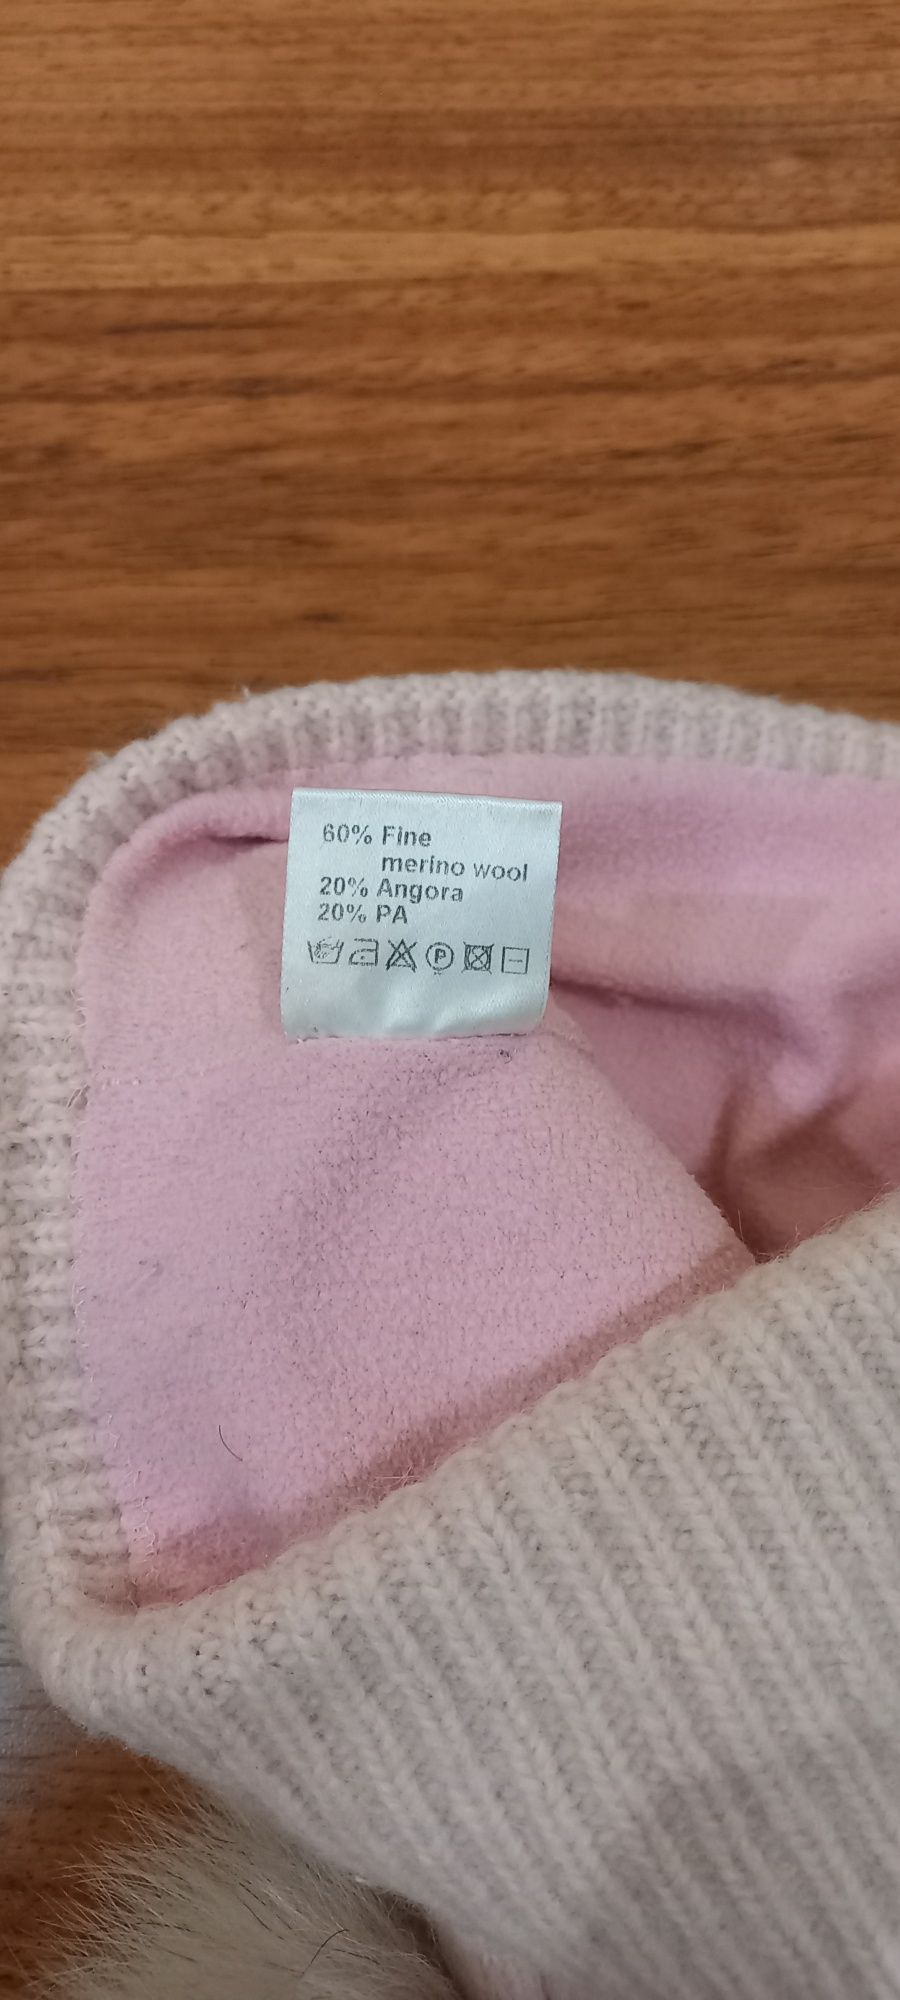 60% Fine
merino wool
20% Angora
20% PA
P